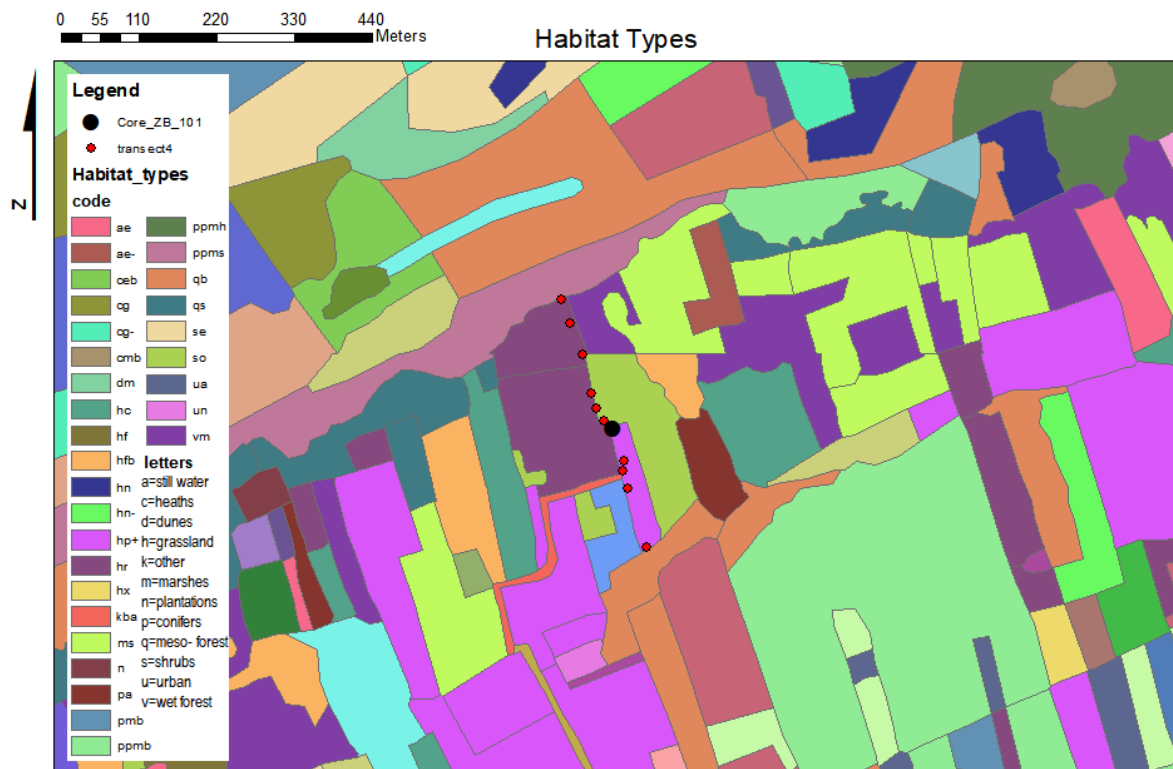 0 55 110 220 330 440
Meters
Habitat Types
Z
Legend
Core_ZB_101
transect4
Habitat_types
code
ae ppmh
ae- ppms
ceb qb
cg qs
cg- se
cmb so
dm ua
hc un
hf vm
hfb letters
hn a=still water
c=heaths
hn- d=dunes
hp+ h=grassland
hr k=other
hx m=marshes
n=plantations
kba p=conifers
ms q=meso- forest
n s=shrubs
u=urban
pa v=wet forest
pmb
ppmb